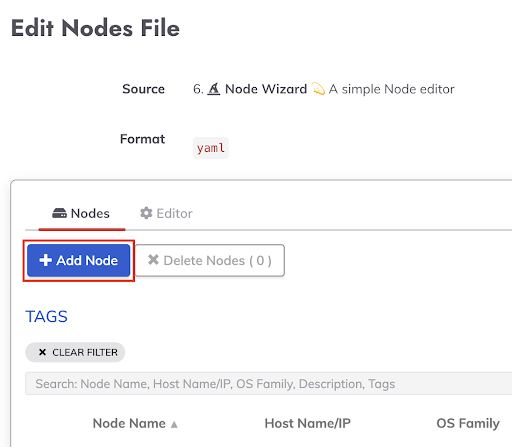 Edit Nodes File
Source 6. Node Wizard 💫 A simple Node editor
Format yaml
Nodes Editor
Add Node Delete Nodes ( 0 )
TAGS
CLEAR FILTER
Search: Node Name, Host Name/IP, OS Family, Description, Tags
Node Name ▲ Host Name/IP OS Family